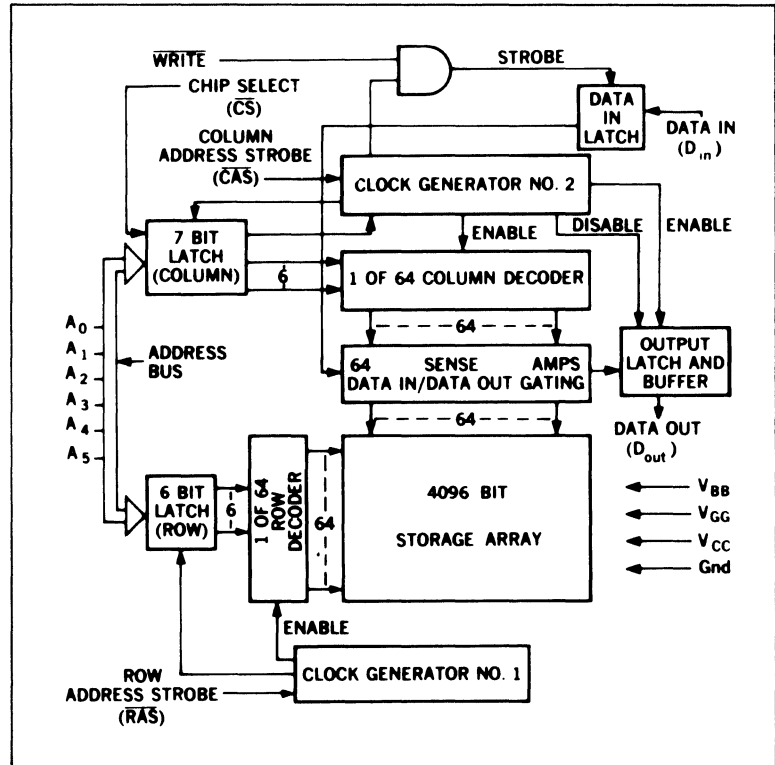 WRITE
STROBE
CHIP SELECT
(CS)
DATA
IN
LATCH
DATA IN
(Din)
COLUMN
ADDRESS STROBE
(CAS)
CLOCK GENERATOR NO. 2
7 BIT
LATCH
(COLUMN)
ENABLE
DISABLE
ENABLE
6
1 OF 64 COLUMN DECODER
64
A0
A1
A2
A3
A4
A5
ADDRESS
BUS
64 SENSE AMPS
DATA IN/DATA OUT GATING
OUTPUT
LATCH AND
BUFFER
64
DATA OUT
(Dout)
6 BIT
LATCH
(ROW)
6
1 OF 64
ROW
DECODER
64
4096 BIT
STORAGE ARRAY
VBB
VGG
VCC
Gnd
ENABLE
CLOCK GENERATOR NO. 1
ROW
ADDRESS STROBE
(RAS)